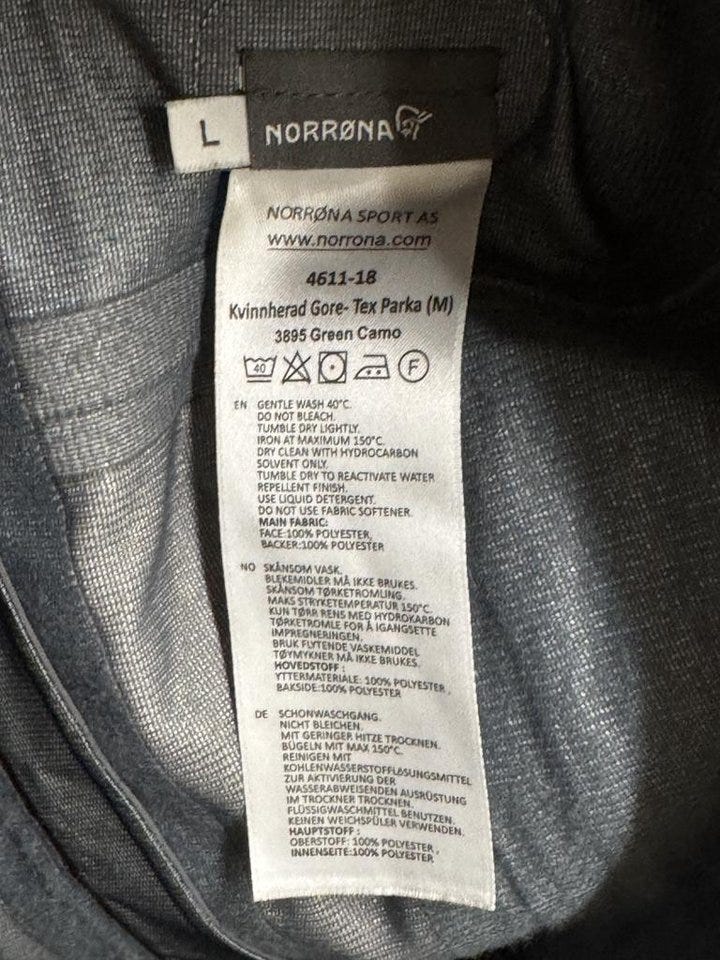 L
NORRØNA
NORRØNA SPORT AS
www.norrona.com
4611-18
Kvinnherad Gore- Tex Parka (M)
3895 Green Camo
40
F
EN GENTLE WASH 40°C.
DO NOT BLEACH.
TUMBLE DRY LIGHTLY.
IRON AT MAXIMUM 150°C.
DRY CLEAN WITH HYDROCARBON
SOLVENT ONLY.
TUMBLE DRY TO REACTIVATE WATER
REPELLENT FINISH.
USE LIQUID DETERGENT.
DO NOT USE FABRIC SOFTENER.
MAIN FABRIC:
FACE:100% POLYESTER,
BACKER:100% POLYESTER
NO SKÅNSOM VASK.
BLEKEMIDLER MÅ IKKE BRUKES.
SKÅNSOM TØRKETROMLING.
MAKS STRYKETEMPERATUR 150°C.
KUN TØRR RENS MED HYDROKARBON
TØRKETROMLE FOR Å IGANGSETTE
IMPREGNERINGEN.
BRUK FLYTENDE VASKEMIDDEL
TØYMYKNER MÅ IKKE BRUKES.
HOVEDSTOFF :
YTTERMATERIALE: 100% POLYESTER ,
BAKSIDE:100% POLYESTER
DE SCHONWASCHGANG.
NICHT BLEICHEN.
MIT GERINGER HITZE TROCKNEN.
BÜGELN MIT MAX 150°C.
REINIGEN MIT
KOHLENWASSERSTOFFLØSUNGSMITTEL
ZUR AKTIVIERUNG DER
WASSERABWEISENDEN AUSRÜSTUNG
IM TROCKNER TROCKNEN.
FLÜSSIGWASCHMITTEL BENUTZEN.
KEINEN WEICHSPÜLER VERWENDEN.
HAUPTSTOFF :
OBERSTOFF: 100% POLYESTER ,
INNENSEITE:100% POLYESTER